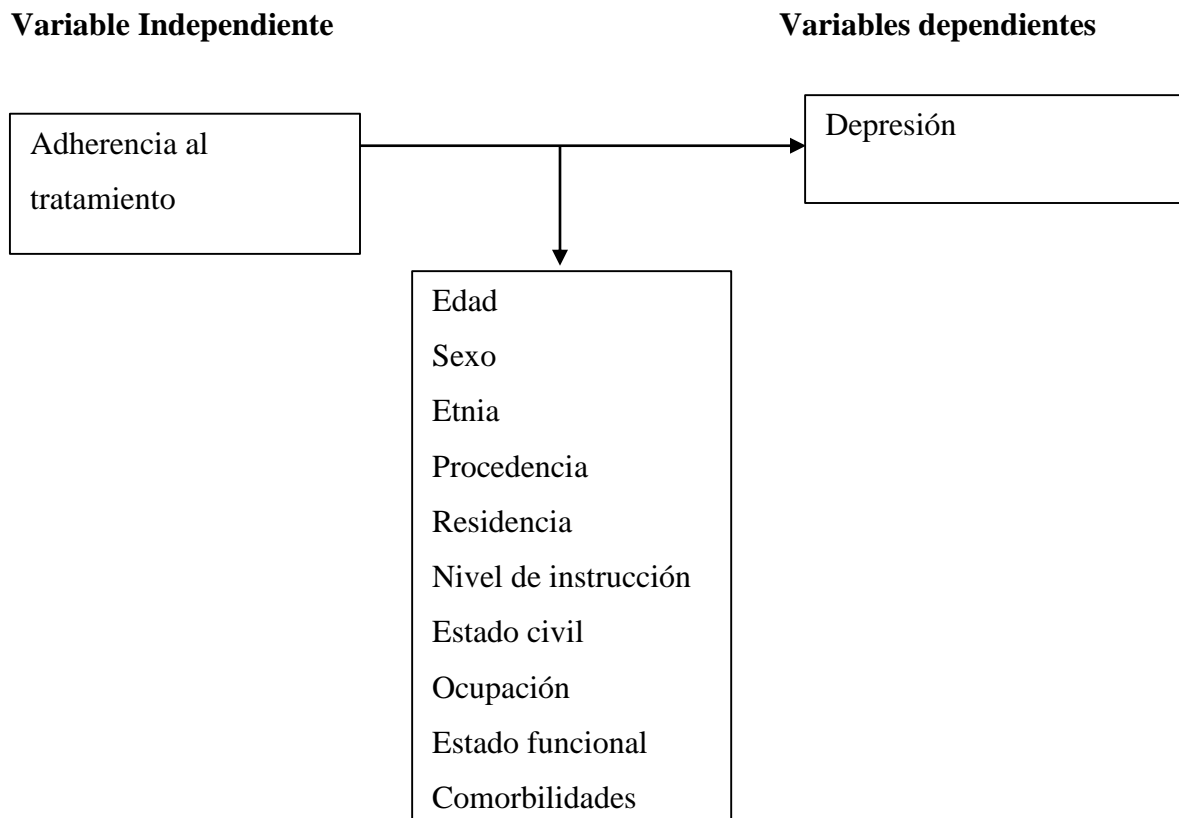 Variable Independiente
Variables dependientes
Adherencia al
tratamiento
Depresión
Edad
Sexo
Etnia
Procedencia
Residencia
Nivel de instrucción
Estado civil
Ocupación
Estado funcional
Comorbilidades